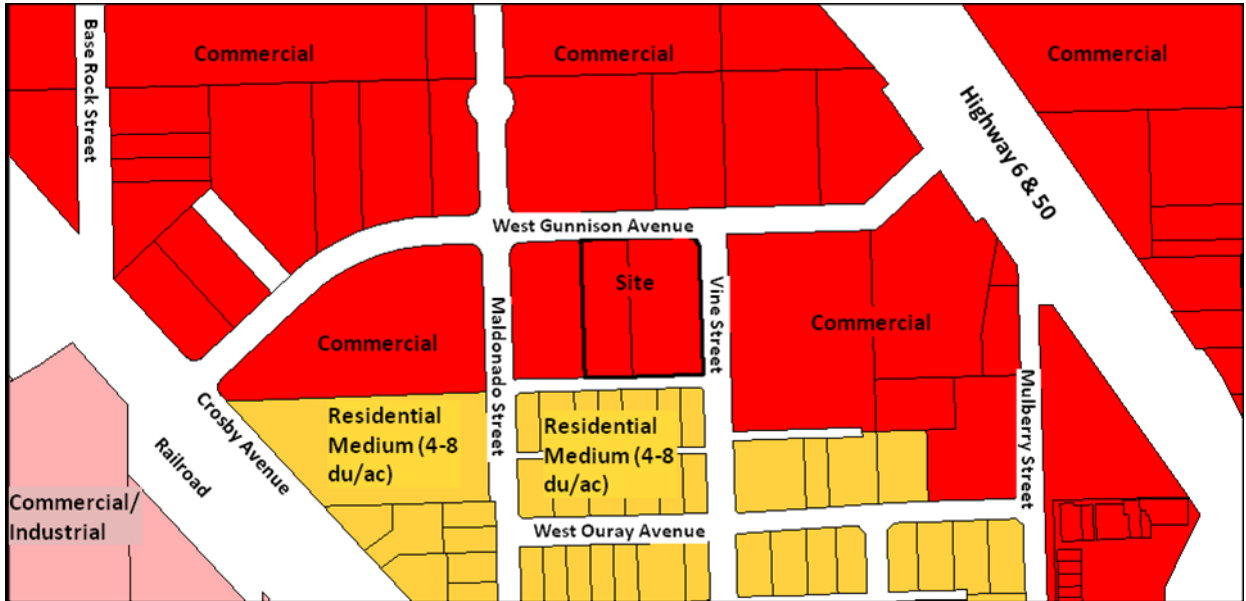 Base Rock Street
Commercial
Commercial
Commercial
Highway 6 & 50
West Gunnison Avenue
Site
Vine Street
Maldonado Street
Commercial
Commercial
Mulberry Street
Crosby Avenue
Residential
Medium (4-8
du/ac)
Residential
Medium (4-8
du/ac)
Railroad
Commercial/
Industrial
West Ouray Avenue